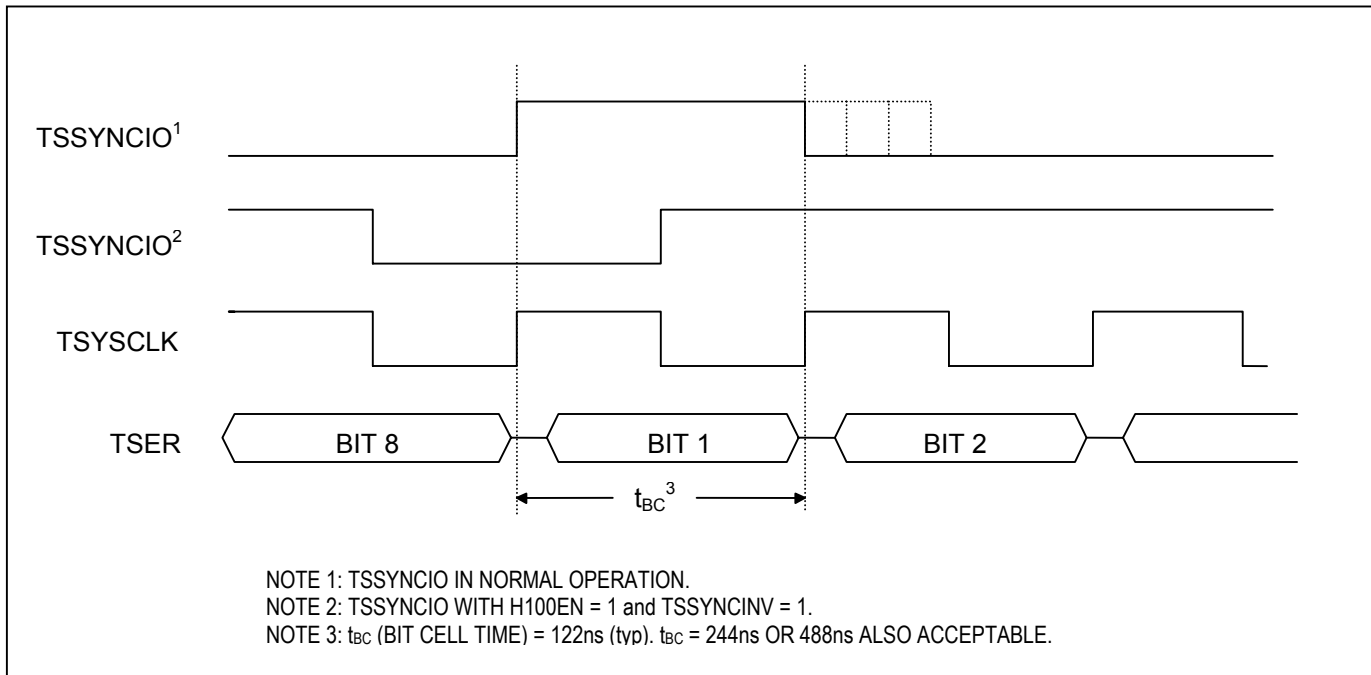 TSSYNCIO¹
TSSYNCIO²
TSYSCLK
TSER
BIT 8
BIT 1
BIT 2
tBC³
NOTE 1: TSSYNCIO IN NORMAL OPERATION.
NOTE 2: TSSYNCIO WITH H100EN = 1 and TSSYNCINV = 1.
NOTE 3: tBC (BIT CELL TIME) = 122ns (typ). tBC = 244ns OR 488ns ALSO ACCEPTABLE.